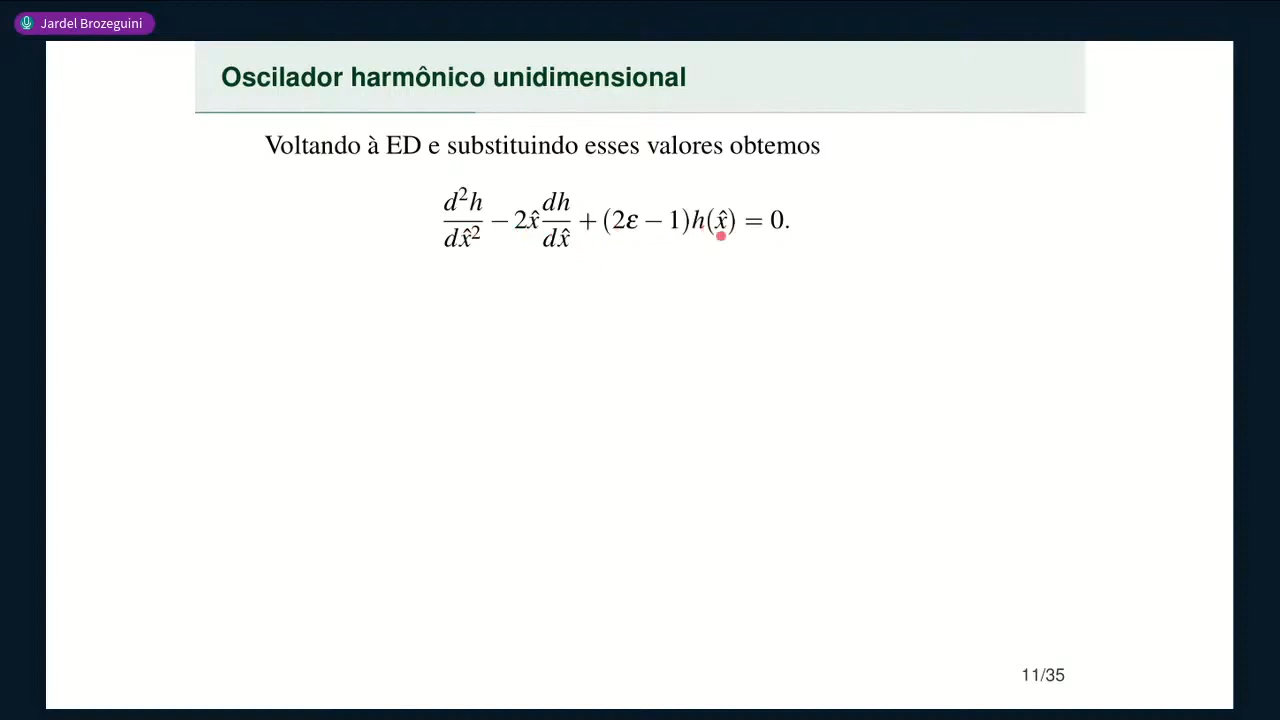 Jardel Brozeguini
Oscilador harmônico unidimensional
Voltando à ED e substituindo esses valores obtemos
d²h/dx̂² − 2x̂ dh/dx̂ + (2ε − 1)h(x̂) = 0.
11/35